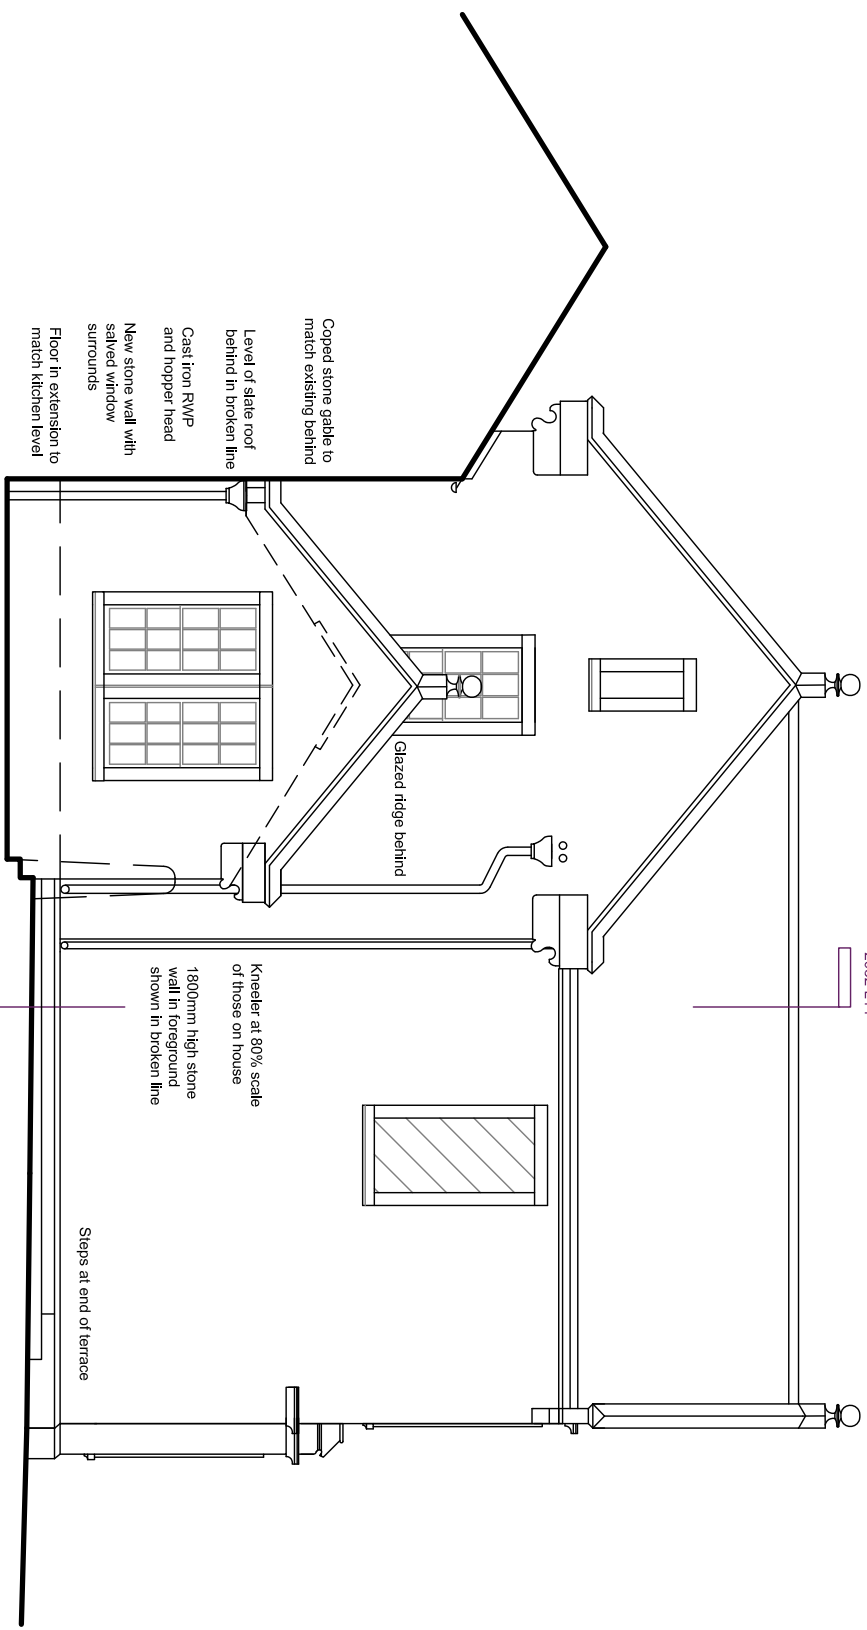 Coped stone gable to
match existing behind
Level of slate roof
behind in broken line
Cast iron RWP
and hopper head
New stone wall with
salved window
surrounds
Floor in extension to
match kitchen level
Glazed ridge behind
Kneeler at 80% scale
of those on house
1800mm high stone
wall in foreground
shown in broken line
Steps at end of terrace